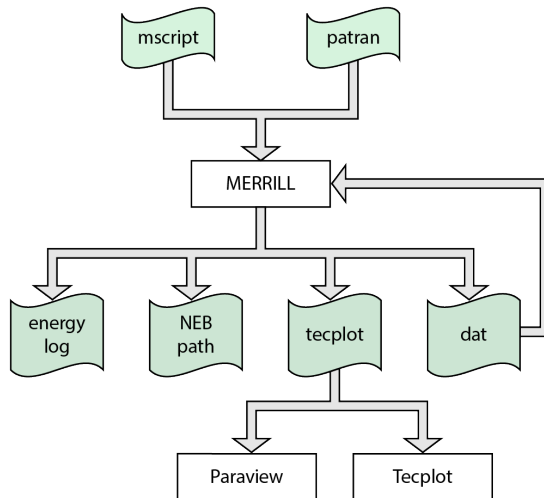 mscript
patran
MERRILL
energy
log
NEB
path
tecplot
dat
Paraview
Tecplot